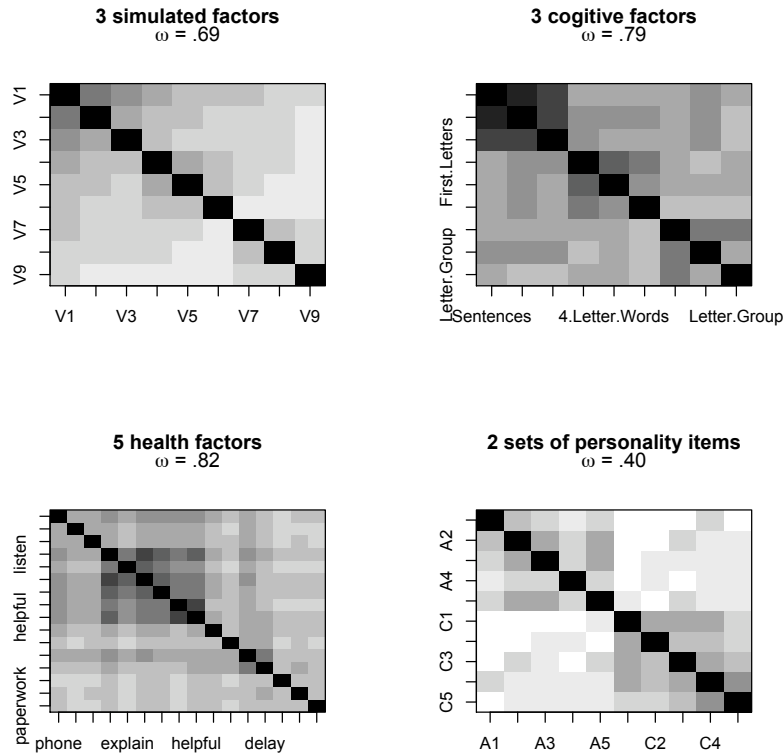 3 simulated factors
ω = .69
V1
V3
V5
V7
V9
V1 V3 V5 V7 V9
3 cogitive factors
ω = .79
First.Letters
Letter.Group
Sentences 4.Letter.Words Letter.Group
5 health factors
ω = .82
listen
helpful
paperwork
phone explain helpful delay
2 sets of personality items
ω = .40
A2
A4
C1
C3
C5
A1 A3 A5 C2 C4